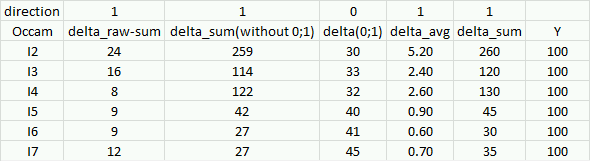 direction 1 1 0 1 1
Occam delta_raw-sum delta_sum(without 0;1) delta(0;1) delta_avg delta_sum Y
I2 24 259 30 5.20 260 100
I3 16 114 33 2.40 120 100
I4 8 122 32 2.60 130 100
I5 9 42 40 0.90 45 100
I6 9 27 41 0.60 30 100
I7 12 27 45 0.70 35 100